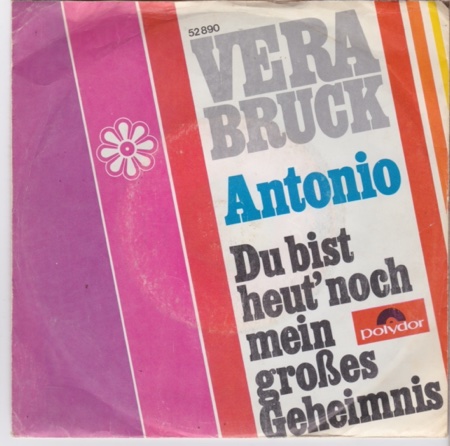 52 890
VERA
BRUCK
Antonio
Du bist
heut' noch
mein
großes
Geheimnis
polydor